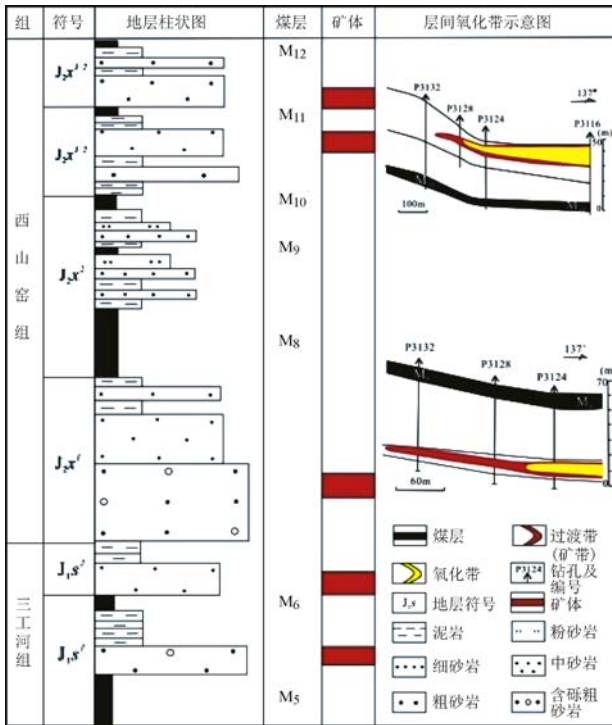 组 符号 地层柱状图 煤层 矿体 层间氧化带示意图
J₂x³⁻² M₁₂
M₁₁
J₂x³⁻²
M₁₀
M₉
J₂x²
M₈
J₂x¹
西山窑组
J₁s²
M₆
J₁s¹
M₅
三工河组
P3132
P3128
P3124
137°
P3116
(m)
50
0
M
100m
P3132
P3128
P3124
137°
(m)
70
M
0
60m
煤层
过渡带(矿带)
氧化带
P3124 钻孔及编号
J₁s 地层符号
矿体
泥岩
粉砂岩
细砂岩
中砂岩
粗砂岩
含砾粗砂岩